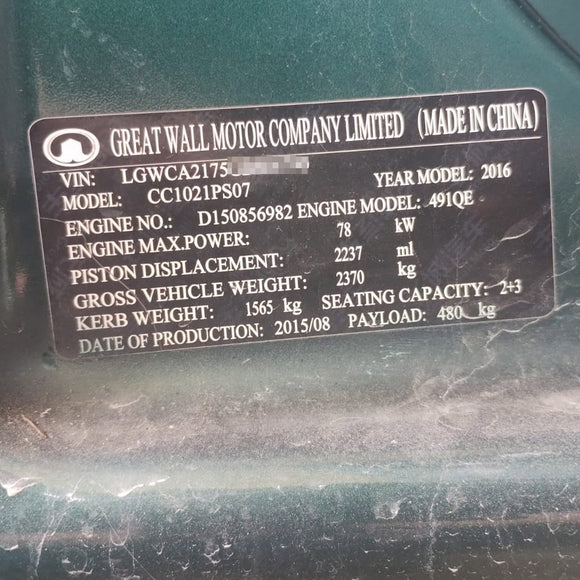 GREAT WALL MOTOR COMPANY LIMITED (MADE IN CHINA)
VIN: LGWCA2175
MODEL: CC1021PS07 YEAR MODEL: 2016
ENGINE NO.: D150856982 ENGINE MODEL: 491QE
ENGINE MAX.POWER: 78 kW
PISTON DISPLACEMENT: 2237 ml
GROSS VEHICLE WEIGHT: 2370 kg
KERB WEIGHT: 1565 kg SEATING CAPACITY: 2+3
DATE OF PRODUCTION: 2015/08 PAYLOAD: 480 kg